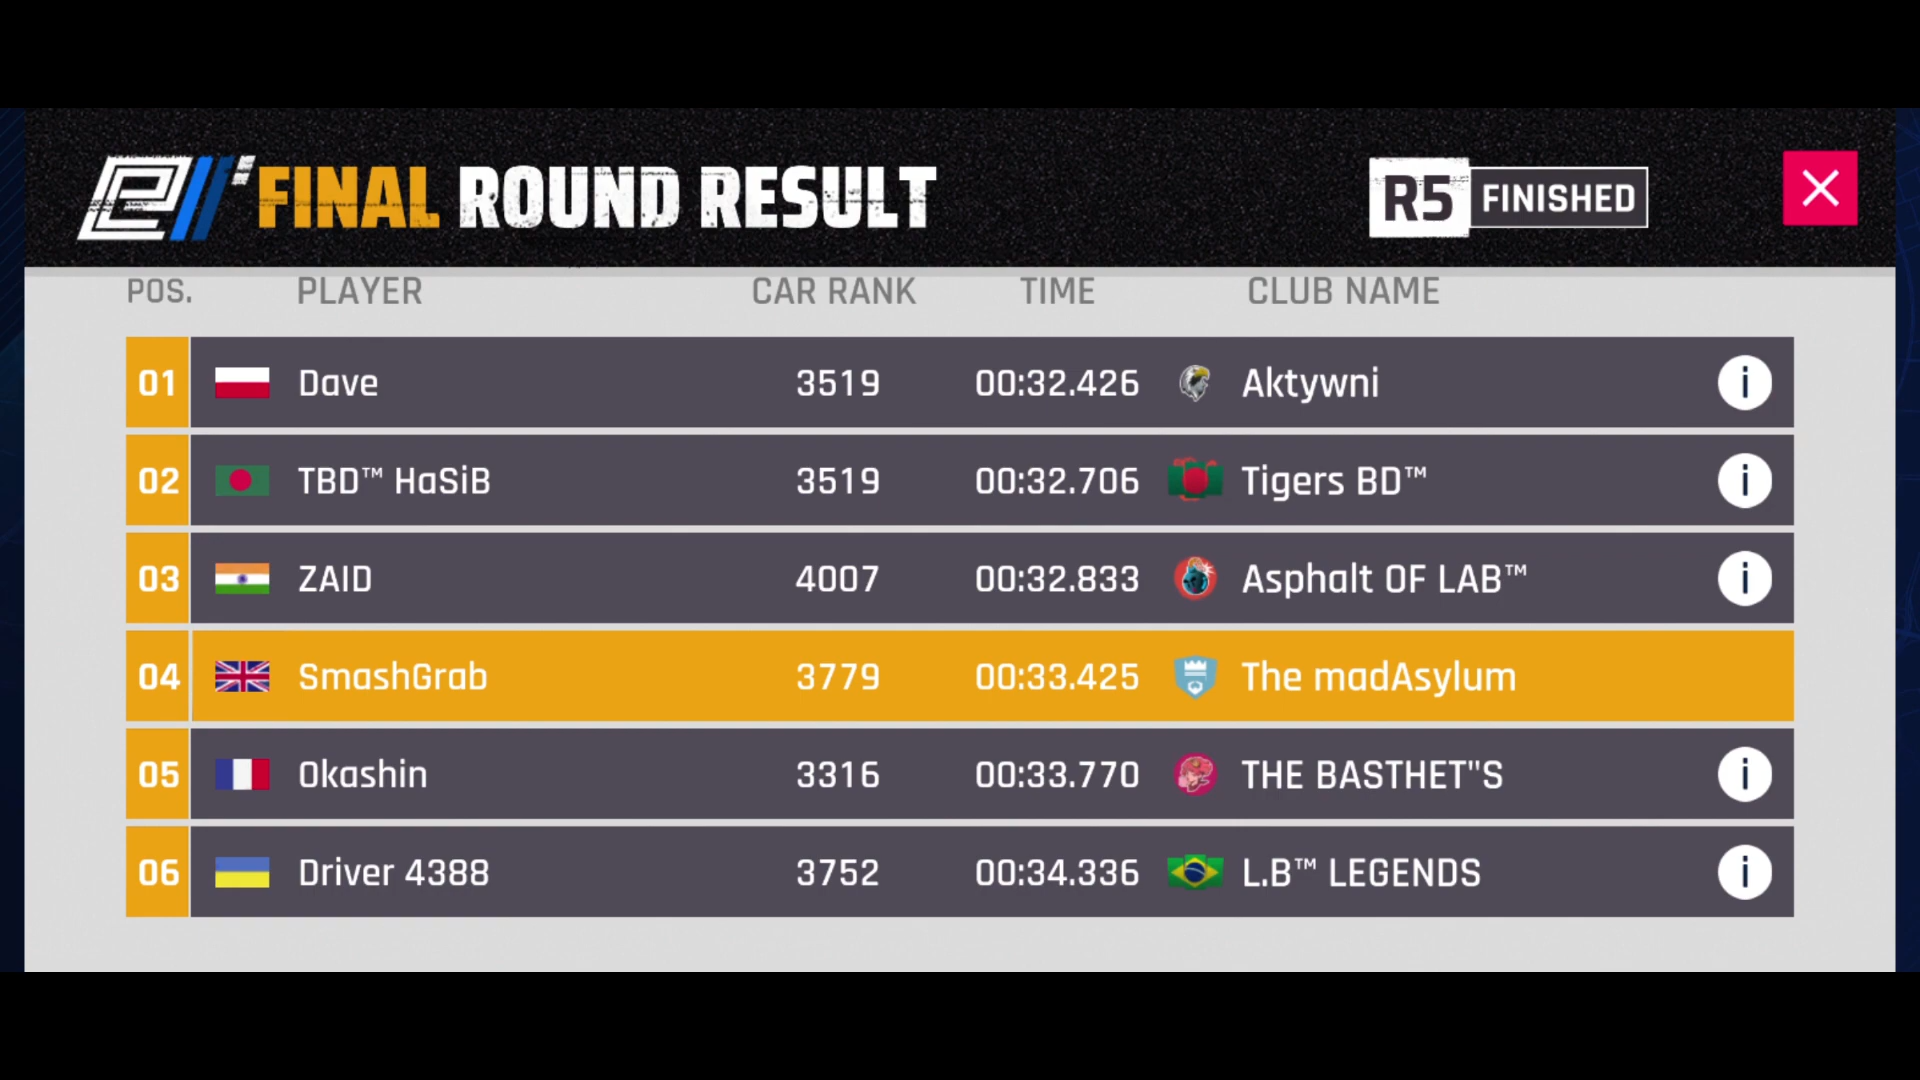 FINAL ROUND RESULT R5 FINISHED
POS. PLAYER CAR RANK TIME CLUB NAME
01 Dave 3519 00:32.426 Aktywni
02 TBD™ HaSiB 3519 00:32.706 Tigers BD™
03 ZAID 4007 00:32.833 Asphalt OF LAB™
04 SmashGrab 3779 00:33.425 The madAsylum
05 Okashin 3316 00:33.770 THE BASTHET"S
06 Driver 4388 3752 00:34.336 L.B™ LEGENDS